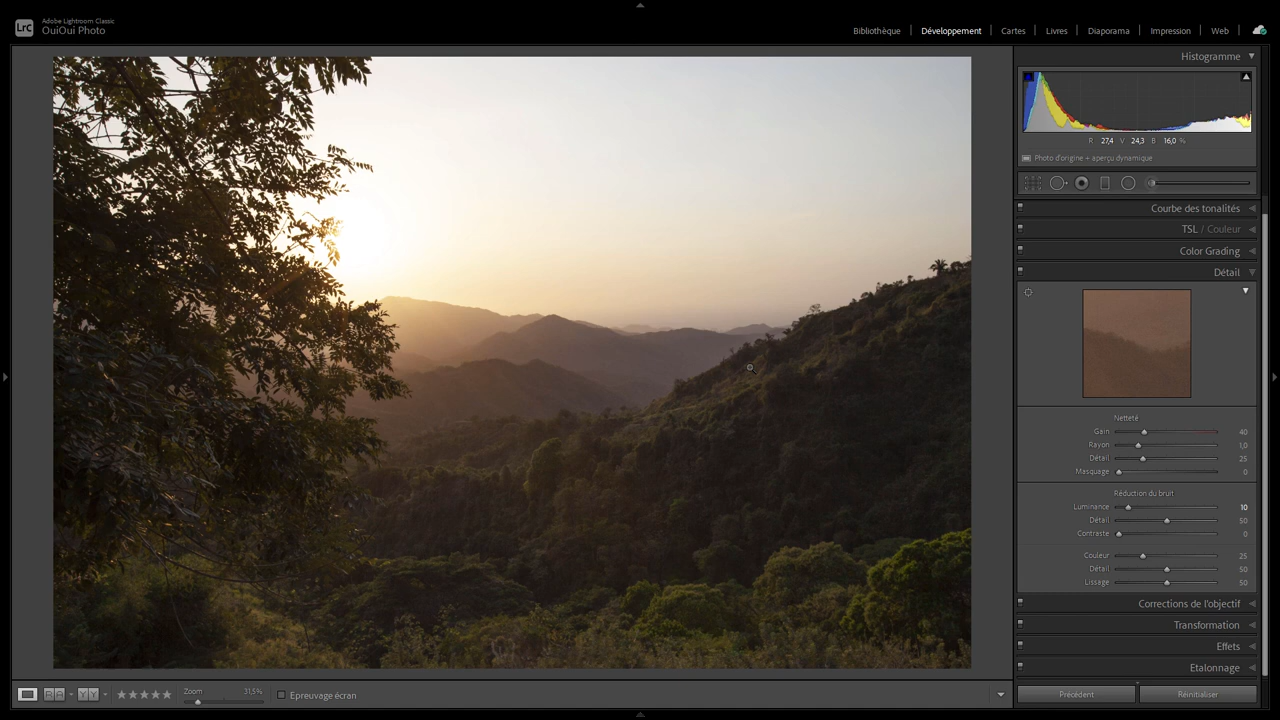 Lrc
Adobe Lightroom Classic
OuiOui Photo
Bibliothèque | Développement | Cartes | Livres | Diaporama | Impression | Web
Histogramme
R 27,4 V 24,3 B 16,0 %
Photo d'origine + aperçu dynamique
Courbe des tonalités
TSL / Couleur
Color Grading
Détail
Netteté
Gain 40
Rayon 1,0
Détail 25
Masquage 0
Réduction du bruit
Luminance 10
Détail 50
Contraste 0
Couleur 25
Détail 50
Lissage 50
Corrections de l'objectif
Transformation
Effets
Etalonnage
Précédent Réinitialiser
R A Y Y Zoom 31,5% Epreuvage écran